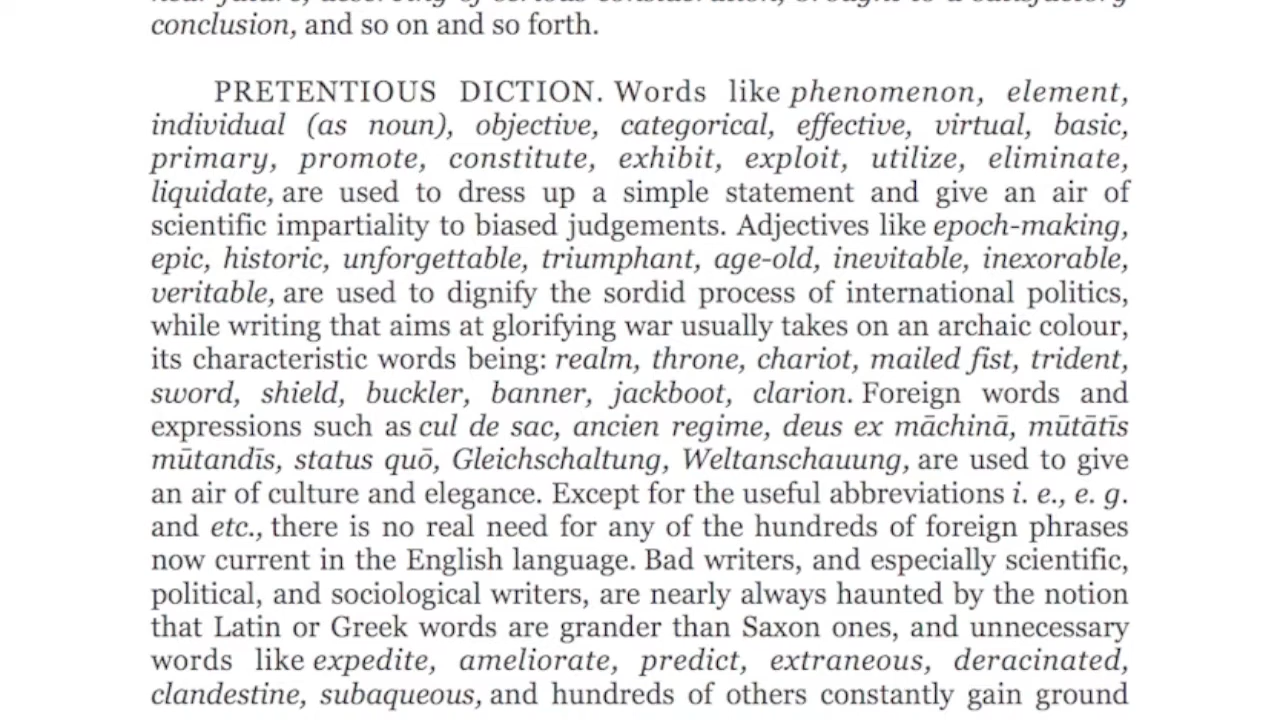 near future, deserving of serious consideration, brought to a satisfactory
conclusion, and so on and so forth.
PRETENTIOUS DICTION. Words like phenomenon, element,
individual (as noun), objective, categorical, effective, virtual, basic,
primary, promote, constitute, exhibit, exploit, utilize, eliminate,
liquidate, are used to dress up a simple statement and give an air of
scientific impartiality to biased judgements. Adjectives like epoch-making,
epic, historic, unforgettable, triumphant, age-old, inevitable, inexorable,
veritable, are used to dignify the sordid process of international politics,
while writing that aims at glorifying war usually takes on an archaic colour,
its characteristic words being: realm, throne, chariot, mailed fist, trident,
sword, shield, buckler, banner, jackboot, clarion. Foreign words and
expressions such as cul de sac, ancien regime, deus ex māchinā, mūtātīs
mūtandīs, status quō, Gleichschaltung, Weltanschauung, are used to give
an air of culture and elegance. Except for the useful abbreviations i. e., e. g.
and etc., there is no real need for any of the hundreds of foreign phrases
now current in the English language. Bad writers, and especially scientific,
political, and sociological writers, are nearly always haunted by the notion
that Latin or Greek words are grander than Saxon ones, and unnecessary
words like expedite, ameliorate, predict, extraneous, deracinated,
clandestine, subaqueous, and hundreds of others constantly gain ground